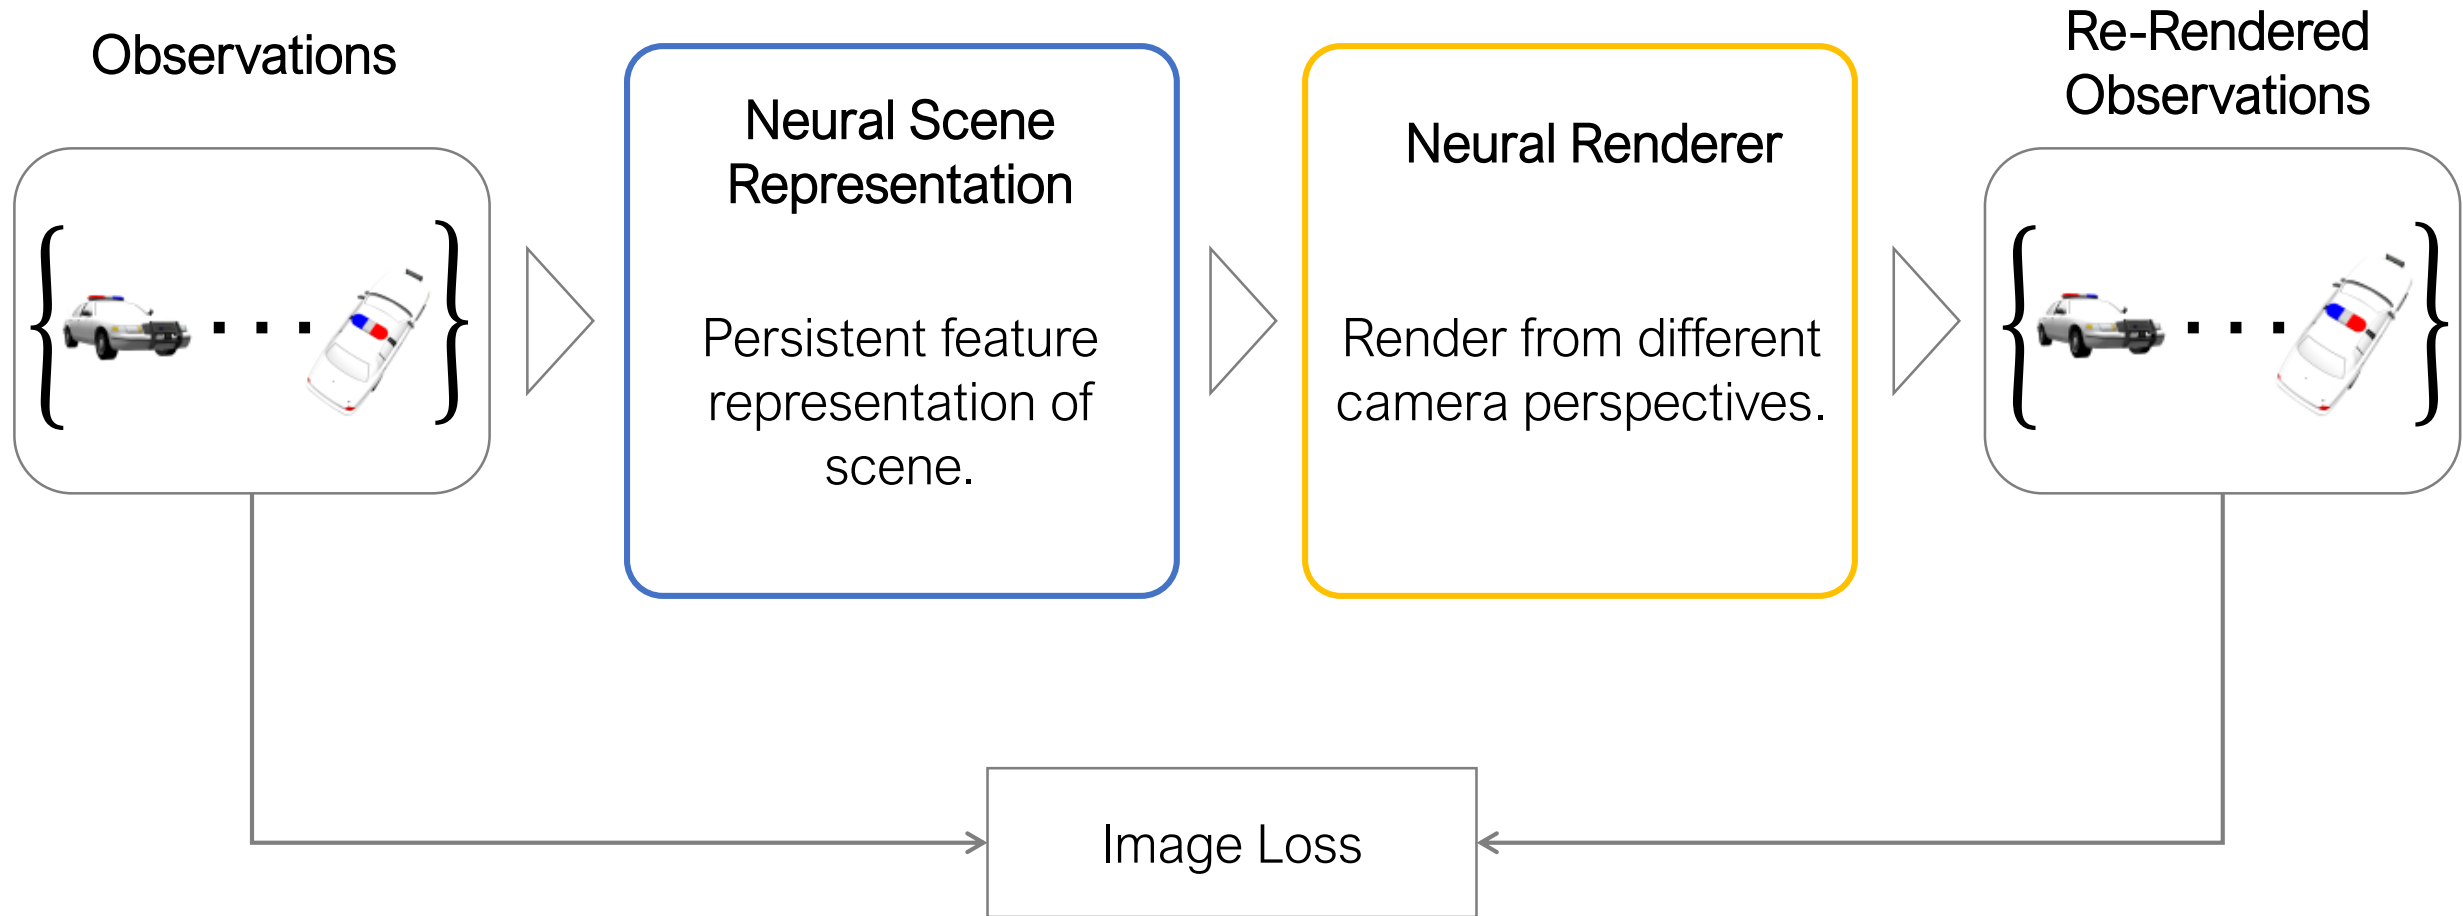 Observations
Neural Scene
Representation
Persistent feature
representation of
scene.
Neural Renderer
Render from different
camera perspectives.
Re-Rendered
Observations
Image Loss